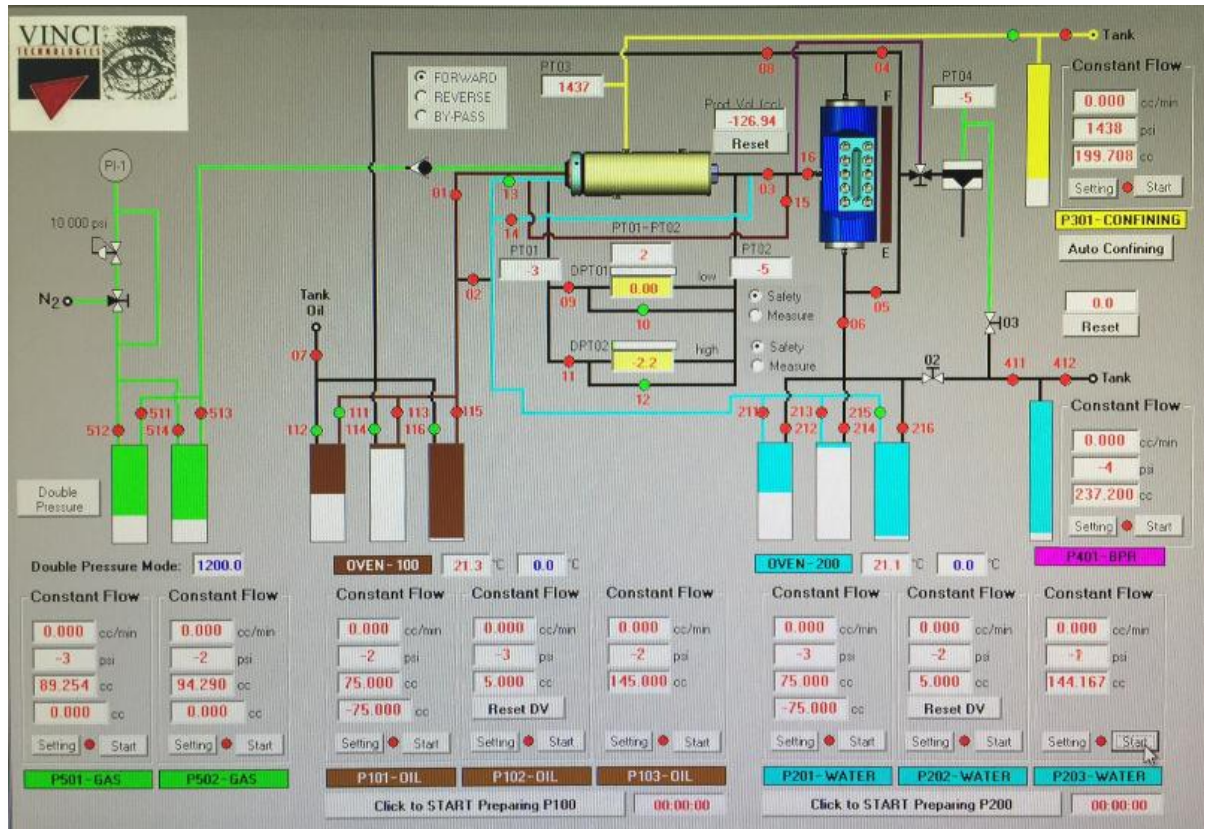 VINCI
TECHNOLOGIES
FORWARD
REVERSE
BY-PASS
PT03
1437
08
04
Tank
Constant Flow
0.000 cc/min
1438 psi
199.708 cc
Setting Start
P301-CONFINING
Auto Confining
0.0
Reset
PT04
-5
F
E
Prod. Vol (cc)
-126.94
Reset
16
03
15
PI-1
10 000 psi
N2
01
13
14
02
PT01-PT02
2
PT01
-3
PT02
-5
DPT01
0.00
low
09
10
Safety
Measure
DPT02
-2.2
high
11
12
Safety
Measure
05
06
03
02
411
412
Tank
Tank
Oil
07
511
513
512
514
111
113
115
112
114
116
211
213
215
212
214
216
Constant Flow
0.000 cc/min
-4 psi
237.200 cc
Setting Start
P401-BPR
Double
Pressure
Double Pressure Mode: 1200.0
OVEN-100 21.3 °C 0.0 °C
OVEN-200 21.1 °C 0.0 °C
Constant Flow
0.000 cc/min
-3 psi
89.254 cc
0.000 cc
Setting Start
P501-GAS
Constant Flow
0.000 cc/min
-2 psi
94.290 cc
0.000 cc
Setting Start
P502-GAS
Constant Flow
0.000 cc/min
-2 psi
75.000 cc
-75.000 cc
Setting Start
P101-OIL
Constant Flow
0.000 cc/min
-3 psi
5.000 cc
Reset DV
Setting Start
P102-OIL
Constant Flow
0.000 cc/min
-2 psi
145.000 cc
Setting Start
P103-OIL
Click to START Preparing P100 00:00:00
Constant Flow
0.000 cc/min
-3 psi
75.000 cc
-75.000 cc
Setting Start
P201-WATER
Constant Flow
0.000 cc/min
-2 psi
5.000 cc
Reset DV
Setting Start
P202-WATER
Constant Flow
0.000 cc/min
psi
144.167 cc
Setting Start
P203-WATER
Click to START Preparing P200 00:00:00